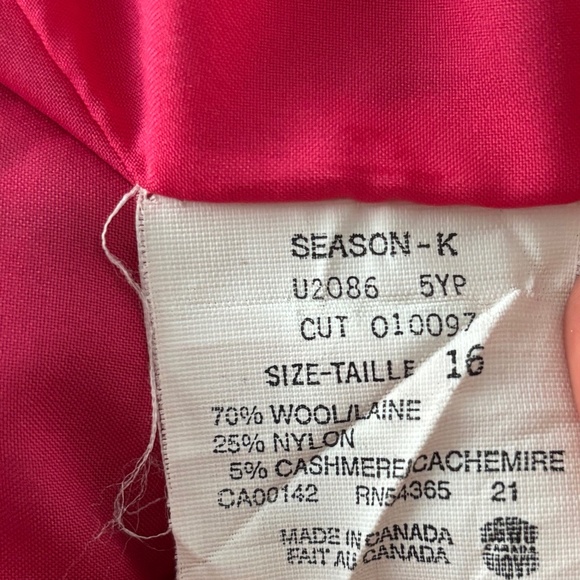 SEASON-K
U2086 5YP
CUT 010097
SIZE-TAILLE 16
70% WOOL/LAINE
25% NYLON
5% CASHMERE/CACHEMIRE
CA00142 RN54365 21
MADE IN CANADA
FAIT AU CANADA
CANADA